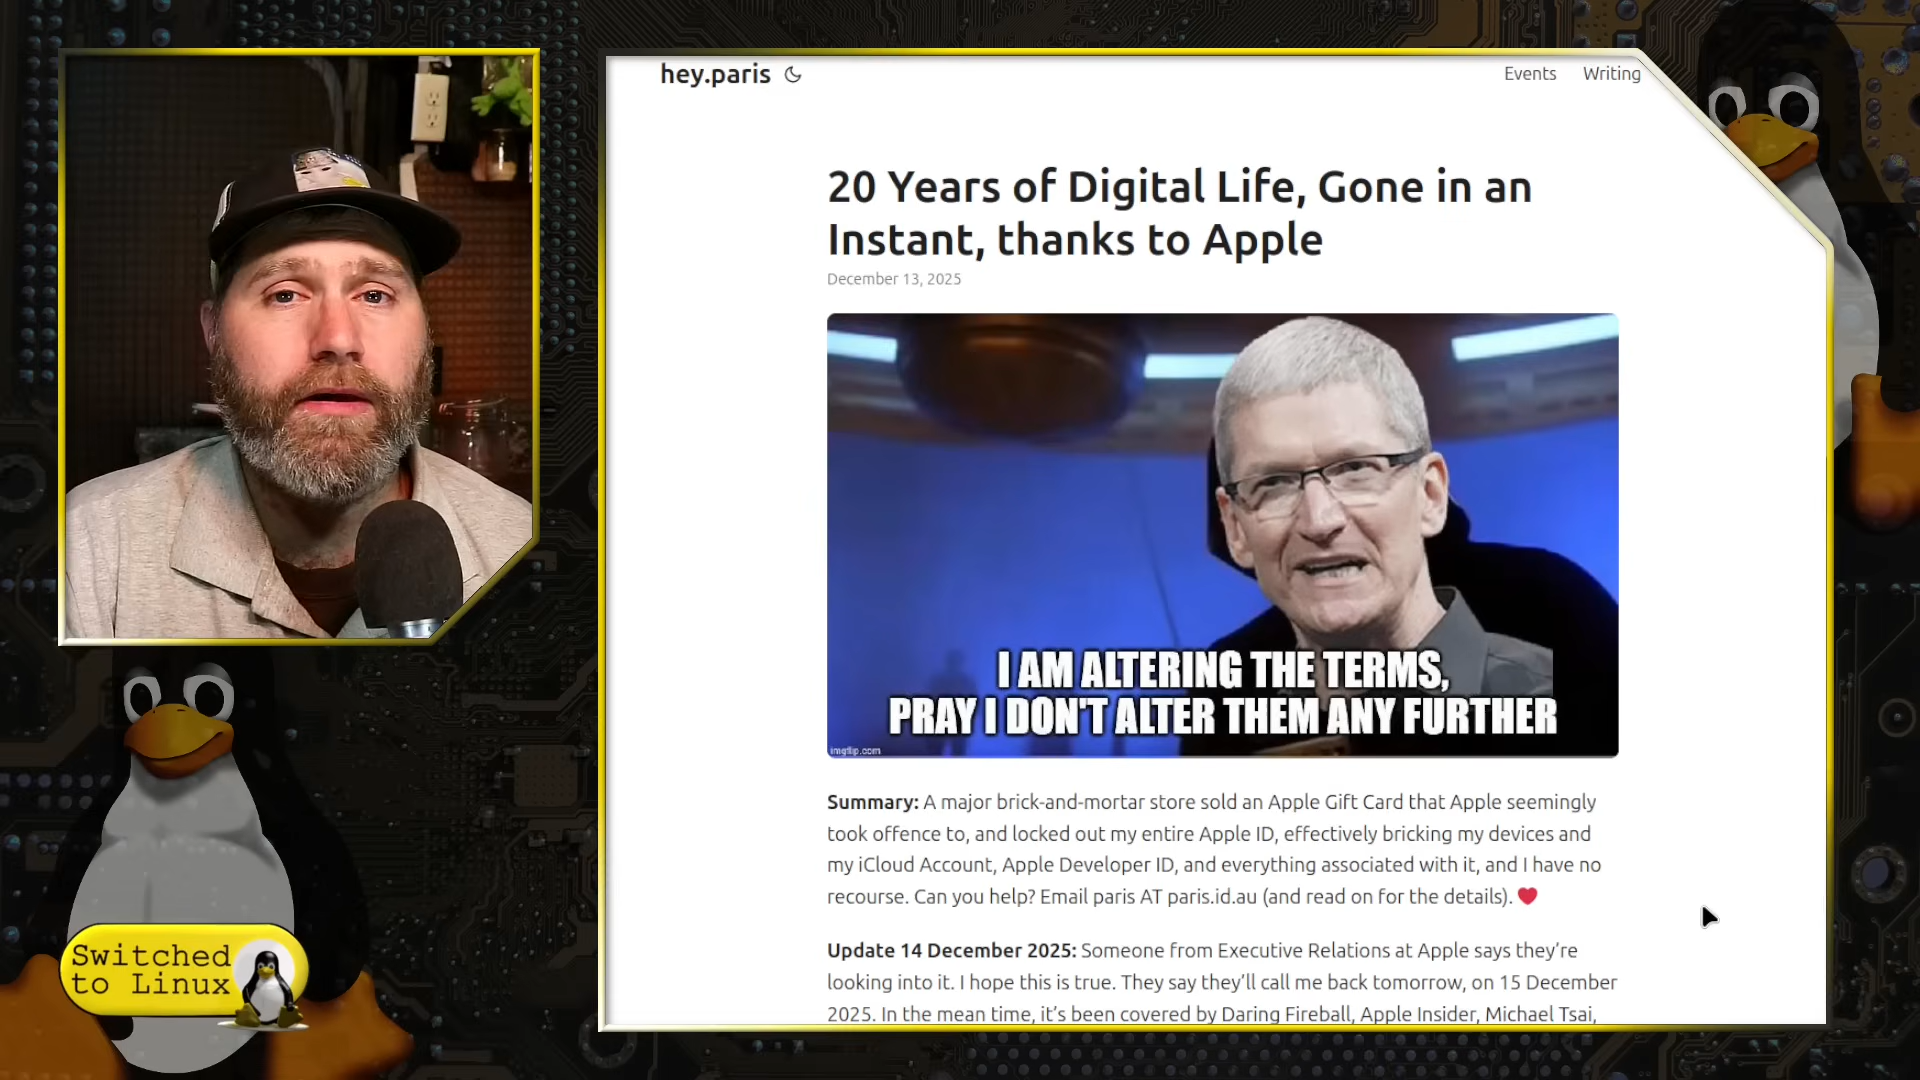 hey.paris
Events
Writing
20 Years of Digital Life, Gone in an
Instant, thanks to Apple
December 13, 2025
I AM ALTERING THE TERMS,
PRAY I DON'T ALTER THEM ANY FURTHER
imgflip.com
Summary: A major brick-and-mortar store sold an Apple Gift Card that Apple seemingly
took offence to, and locked out my entire Apple ID, effectively bricking my devices and
my iCloud Account, Apple Developer ID, and everything associated with it, and I have no
recourse. Can you help? Email paris AT paris.id.au (and read on for the details). ❤️
Update 14 December 2025: Someone from Executive Relations at Apple says they’re
looking into it. I hope this is true. They say they’ll call me back tomorrow, on 15 December
2025. In the mean time, it’s been covered by Daring Fireball, Apple Insider, Michael Tsai,
Switched
to Linux